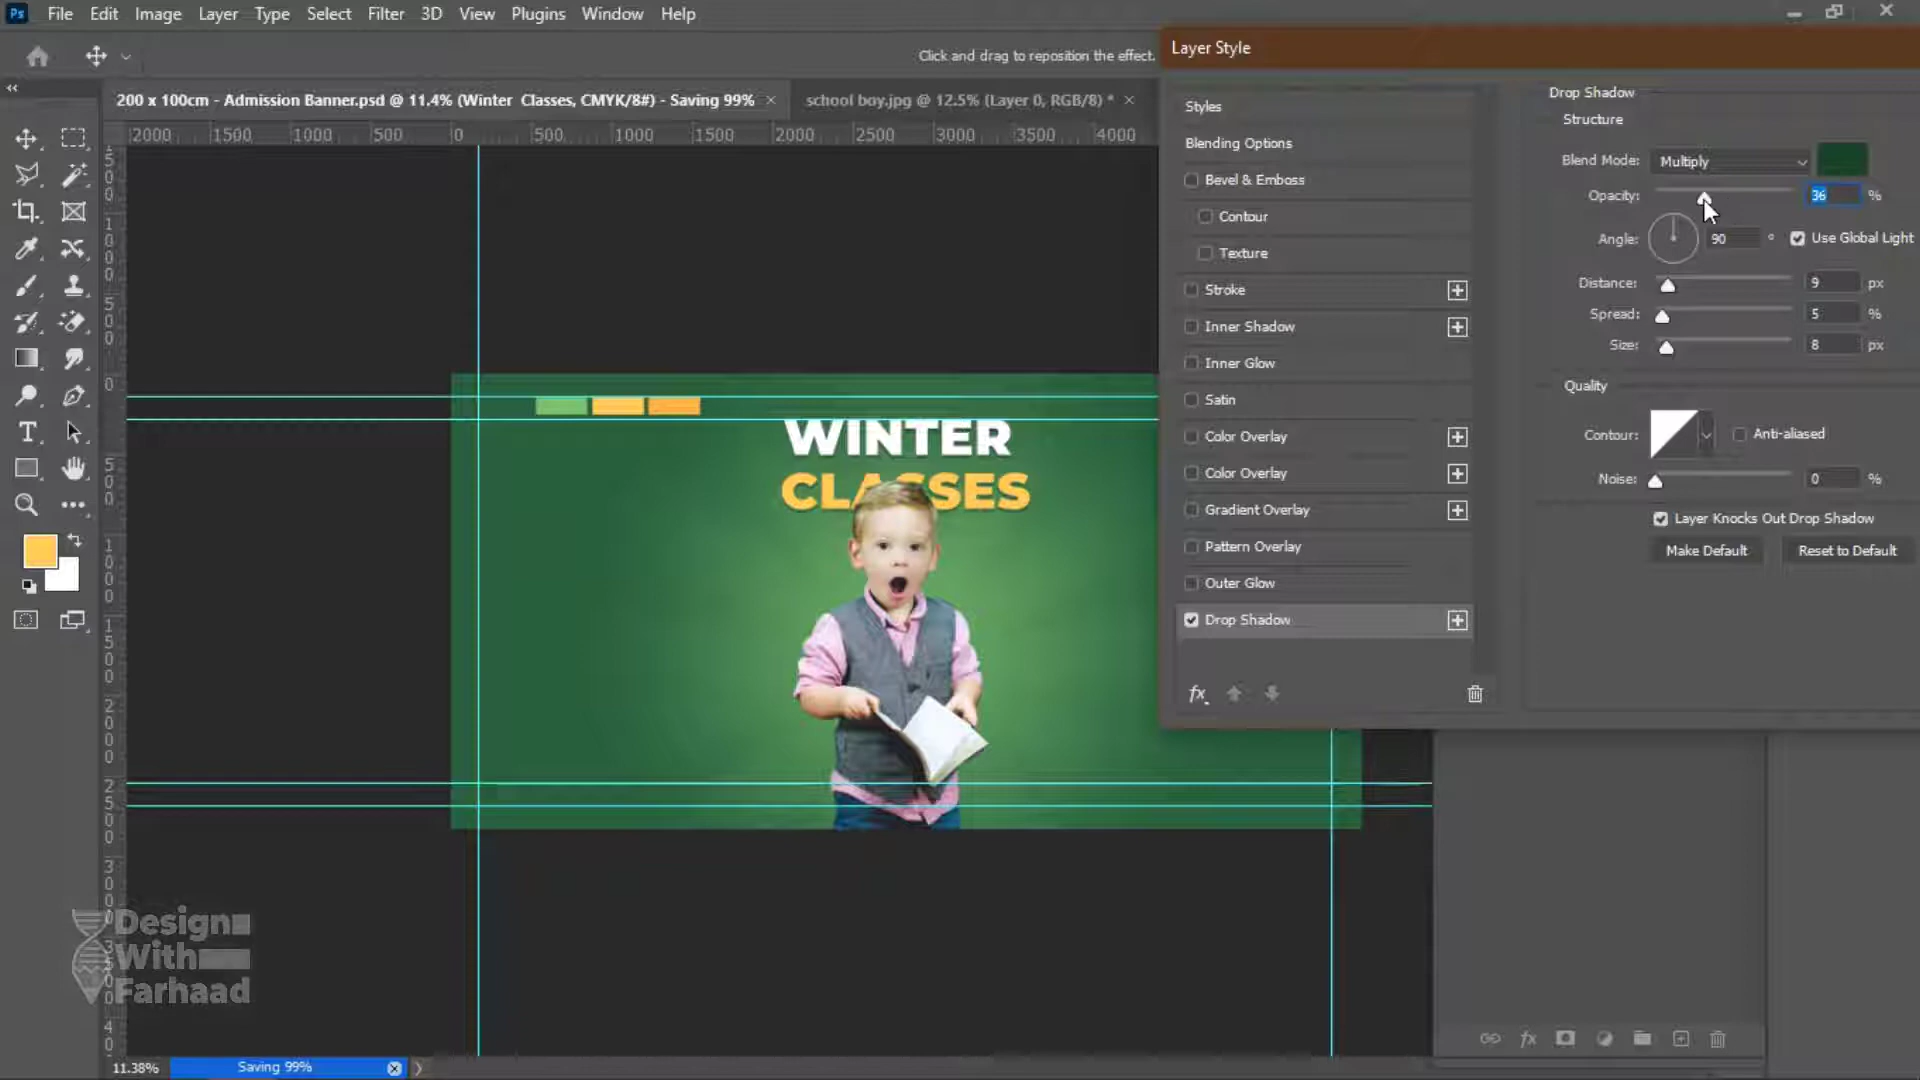 Ps File Edit Image Layer Type Select Filter 3D View Plugins Window Help
Click and drag to reposition the effect.
200 x 100cm - Admission Banner.psd @ 11.4% (Winter Classes, CMYK/8#) - Saving 99% ×
school boy.jpg @ 12.5% (Layer 0, RGB/8) * ×
2000 1500 1000 500 0 500 1000 1500 2000 2500 3000 3500 4000
WINTER
CLASSES
Layer Style
Styles
Blending Options
Bevel & Emboss
Contour
Texture
Stroke
Inner Shadow
Inner Glow
Satin
Color Overlay
Color Overlay
Gradient Overlay
Pattern Overlay
Outer Glow
Drop Shadow
fx
Drop Shadow
Structure
Blend Mode: Multiply
Opacity: 36 %
Angle: 90 ° Use Global Light
Distance: 9 px
Spread: 5 %
Size: 8 px
Quality
Contour: Anti-aliased
Noise: 0 %
Layer Knocks Out Drop Shadow
Make Default Reset to Default
Design
With
Farhaad
fx
11.38% Saving 99%